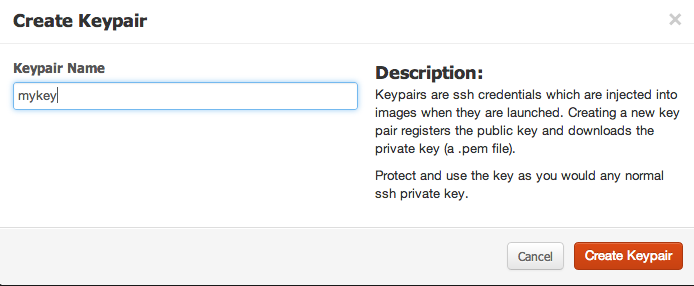 Create Keypair
×
Keypair Name
mykey
Description:
Keypairs are ssh credentials which are injected into
images when they are launched. Creating a new key
pair registers the public key and downloads the
private key (a .pem file).
Protect and use the key as you would any normal
ssh private key.
Cancel
Create Keypair